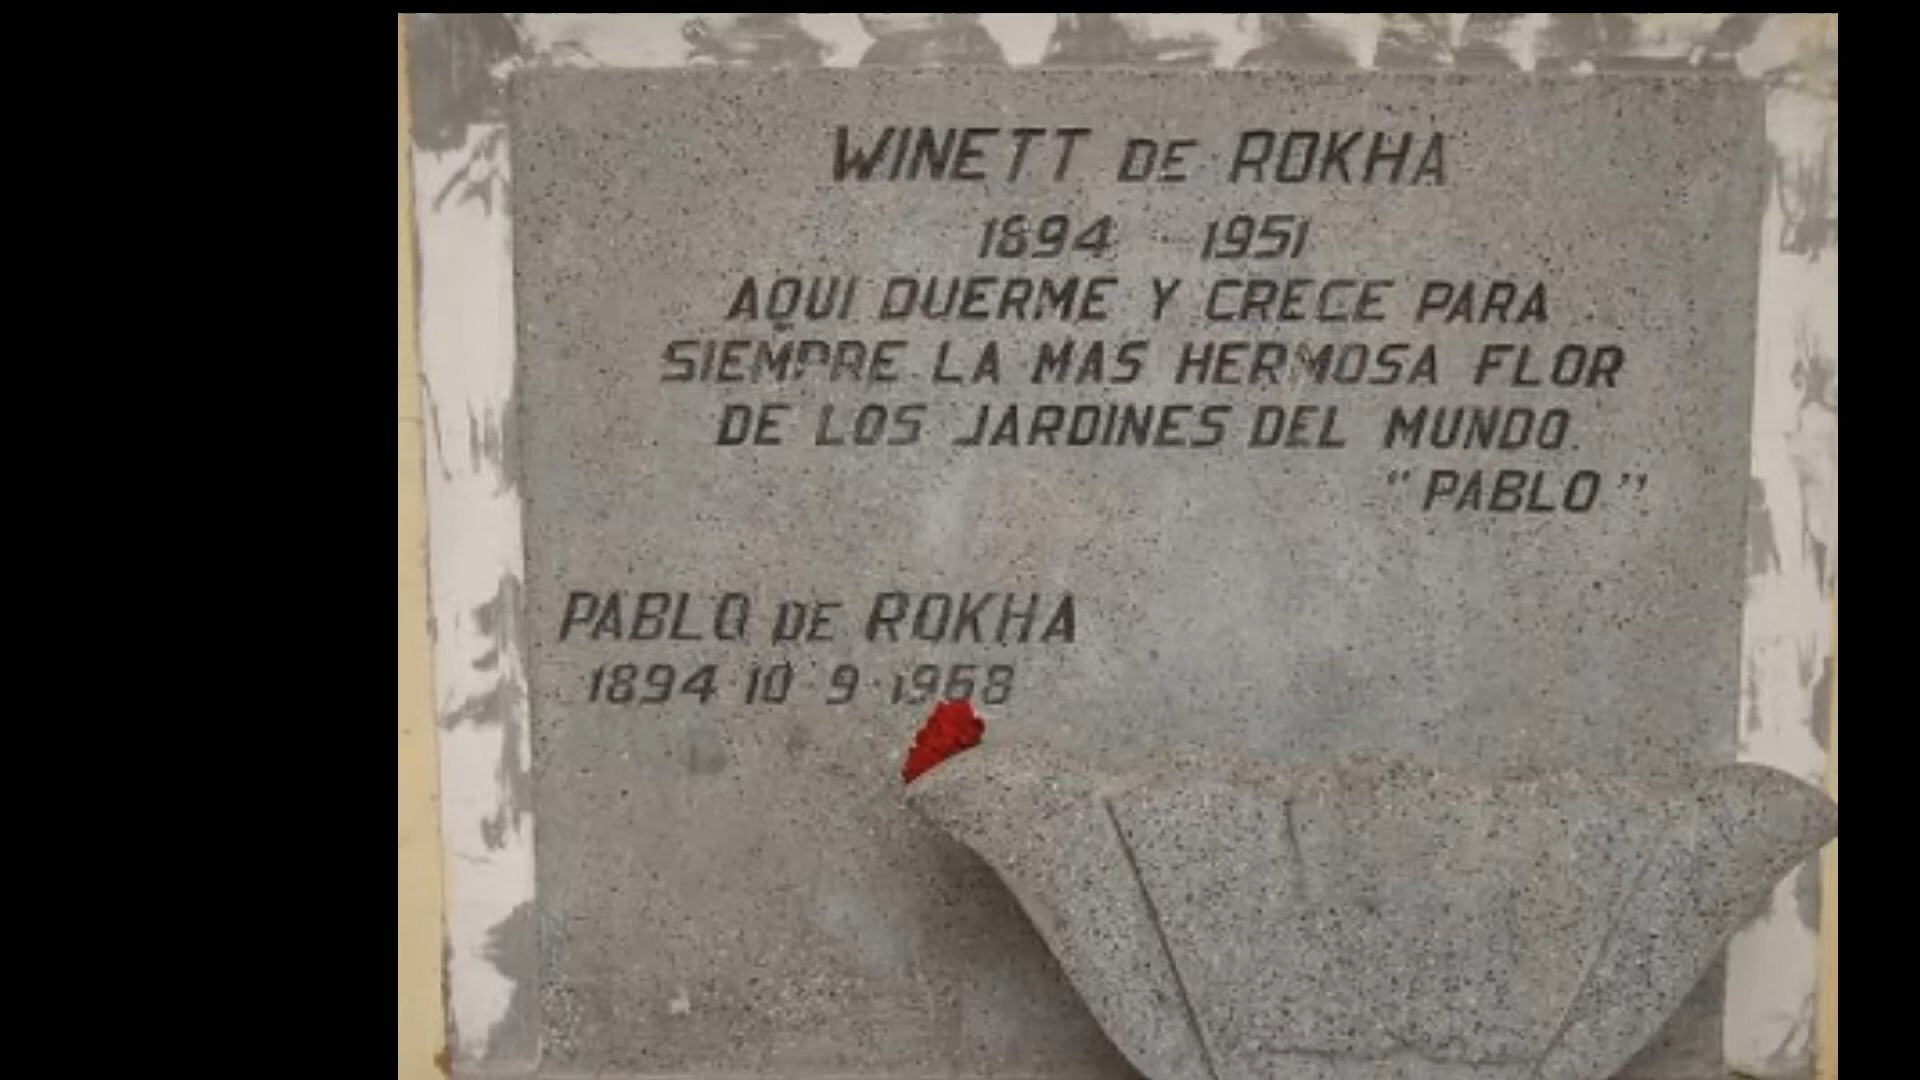 WINETT DE ROKHA
1894 - 1951
AQUI DUERME Y CRECE PARA
SIEMPRE LA MAS HERMOSA FLOR
DE LOS JARDINES DEL MUNDO.
"PABLO"
PABLO DE ROKHA
1894 · 10 · 9 · 1968